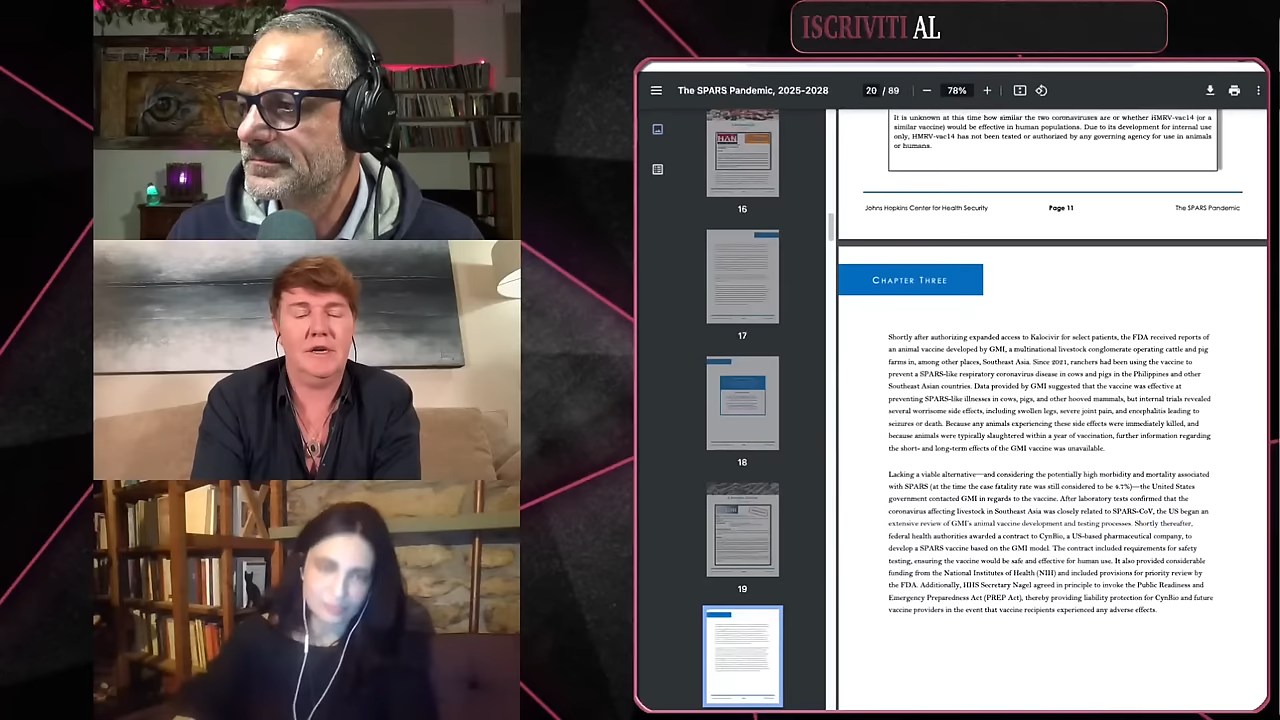 ISCRIVITI AL
The SPARS Pandemic, 2025-2028
20 / 89
78%
16
17
18
19
It is unknown at this time how similar the two coronaviruses are or whether HMRV-vac14 (or a
similar vaccine) would be effective in human populations. Due to its development for internal use
only, HMRV-vac14 has not been tested or authorized by any governing agency for use in animals
or humans.
Johns Hopkins Center for Health Security
Page 11
The SPARS Pandemic
CHAPTER THREE
Shortly after authorizing expanded access to Kalocivir for select patients, the FDA received reports of
an animal vaccine developed by GMI, a multinational livestock conglomerate operating cattle and pig
farms in, among other places, Southeast Asia. Since 2021, ranchers had been using the vaccine to
prevent a SPARS-like respiratory coronavirus disease in cows and pigs in the Philippines and other
Southeast Asian countries. Data provided by GMI suggested that the vaccine was effective at
preventing SPARS-like illnesses in cows, pigs, and other hooved mammals, but internal trials revealed
several worrisome side effects, including swollen legs, severe joint pain, and encephalitis leading to
seizures or death. Because any animals experiencing these side effects were immediately killed, and
because animals were typically slaughtered within a year of vaccination, further information regarding
the short- and long-term effects of the GMI vaccine was unavailable.
Lacking a viable alternative—and considering the potentially high morbidity and mortality associated
with SPARS (at the time the case fatality rate was still considered to be 4.7%)—the United States
government contacted GMI in regards to the vaccine. After laboratory tests confirmed that the
coronavirus affecting livestock in Southeast Asia was closely related to SPARS-CoV, the US began an
extensive review of GMI's animal vaccine development and testing processes. Shortly thereafter,
federal health authorities awarded a contract to CynBio, a US-based pharmaceutical company, to
develop a SPARS vaccine based on the GMI model. The contract included requirements for safety
testing, ensuring the vaccine would be safe and effective for human use. It also provided considerable
funding from the National Institutes of Health (NIH) and included provisions for priority review by
the FDA. Additionally, HHS Secretary Nagel agreed in principle to invoke the Public Readiness and
Emergency Preparedness Act (PREP Act), thereby providing liability protection for CynBio and future
vaccine providers in the event that vaccine recipients experienced any adverse effects.